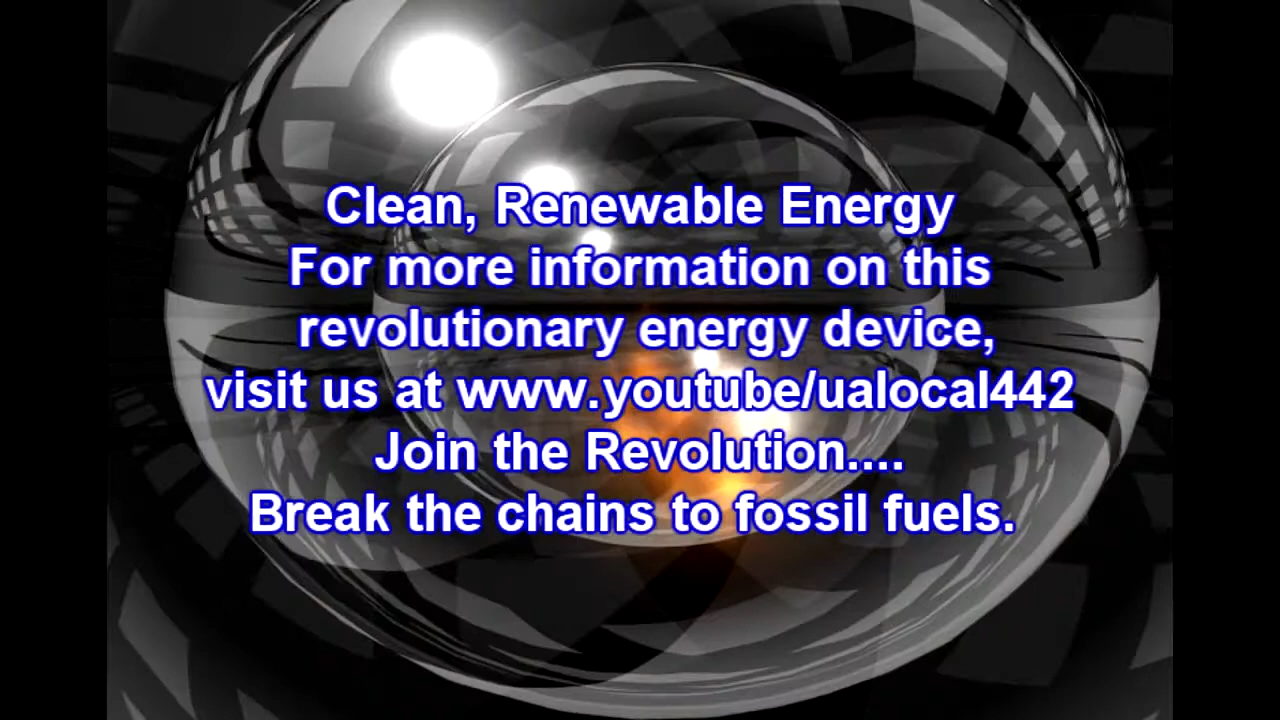 Clean, Renewable Energy
For more information on this
revolutionary energy device,
visit us at www.youtube/ualocal442
Join the Revolution....
Break the chains to fossil fuels.